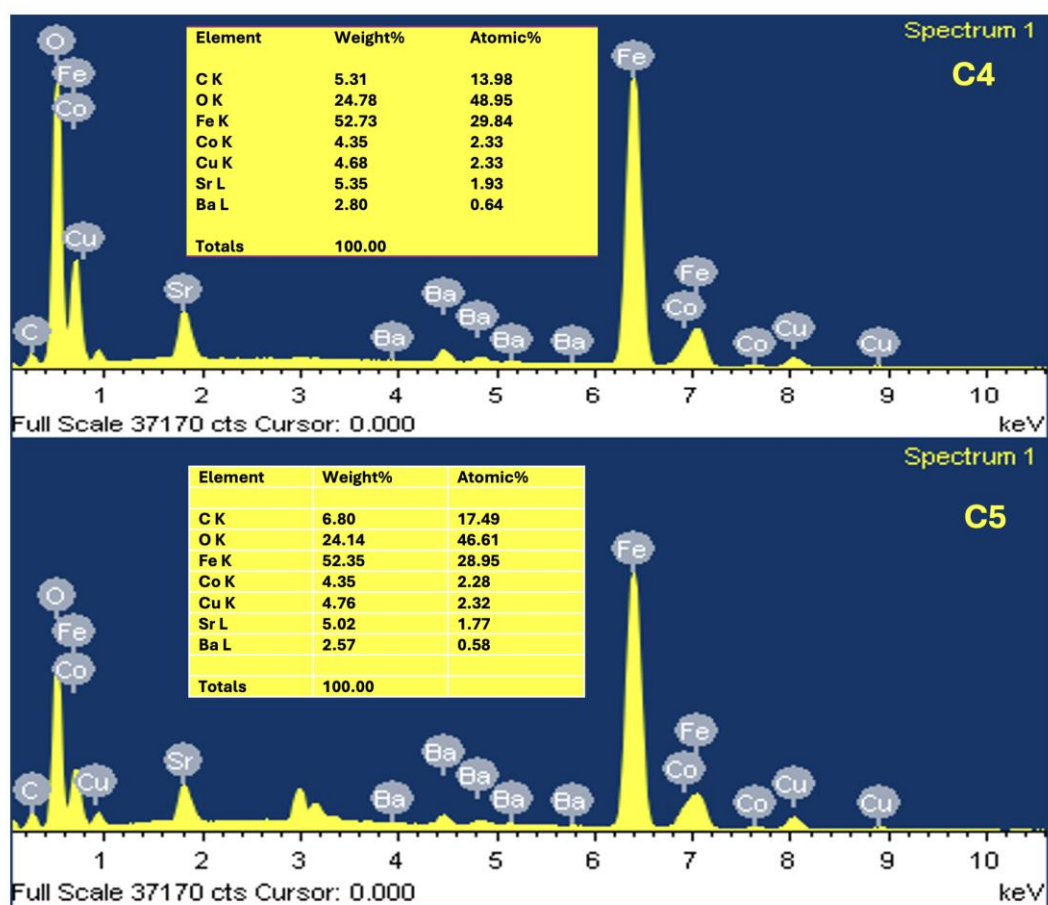 Spectrum 1
C4
Element Weight% Atomic%
C K 5.31 13.98
O K 24.78 48.95
Fe K 52.73 29.84
Co K 4.35 2.33
Cu K 4.68 2.33
Sr L 5.35 1.93
Ba L 2.80 0.64
Totals 100.00
O
Fe
Co
Cu
C
Sr
Ba
Ba
Ba
Ba
Ba
Fe
Fe
Co
Co
Cu
Cu
1 2 3 4 5 6 7 8 9 10
Full Scale 37170 cts Cursor: 0.000 keV
Spectrum 1
C5
Element Weight% Atomic%
C K 6.80 17.49
O K 24.14 46.61
Fe K 52.35 28.95
Co K 4.35 2.28
Cu K 4.76 2.32
Sr L 5.02 1.77
Ba L 2.57 0.58
Totals 100.00
O
Fe
Co
C
Cu
Sr
Ba
Ba
Ba
Ba
Ba
Fe
Fe
Co
Co
Cu
Cu
1 2 3 4 5 6 7 8 9 10
Full Scale 37170 cts Cursor: 0.000 keV